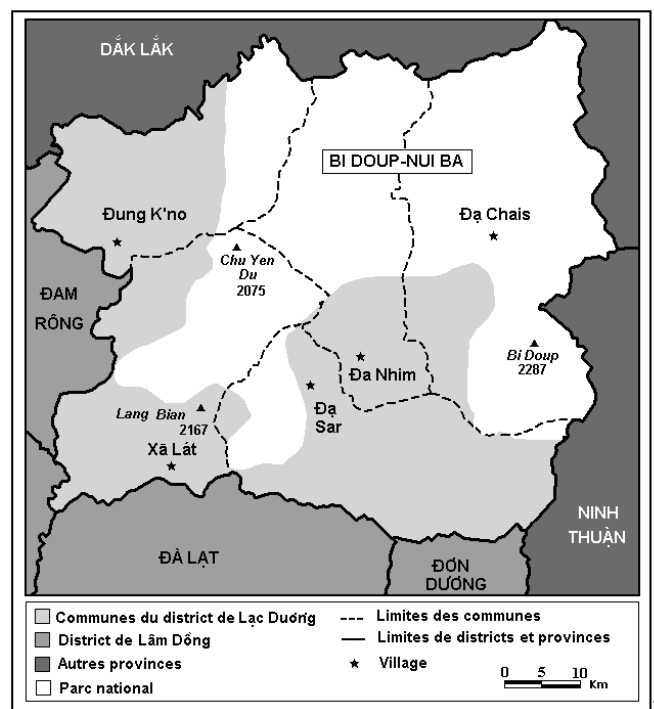 DẮK LẮK
BI DOUP-NUI BA
Đung K'no
Đạ Chais
Chu Yen
Du
2075
ĐAM
RÔNG
Bi Doup
2287
Đa Nhim
Đạ
Sar
Lang Bian
2167
Xã Lát
NINH
THUẬN
ĐÀ LẠT
ĐƠN
DƯƠNG
Communes du district de Lạc Dương
District de Lâm Dồng
Autres provinces
Parc national
Limites des communes
Limites de districts et provinces
Village
0 5 10
Km